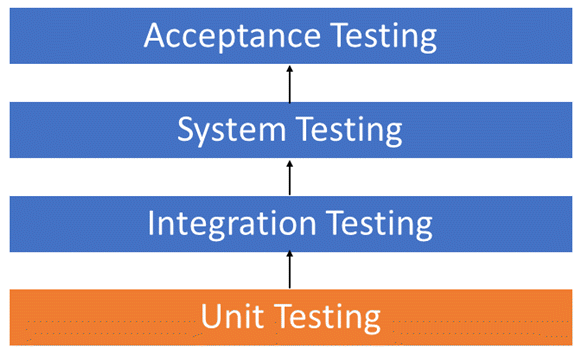 Acceptance Testing
System Testing
Integration Testing
Unit Testing